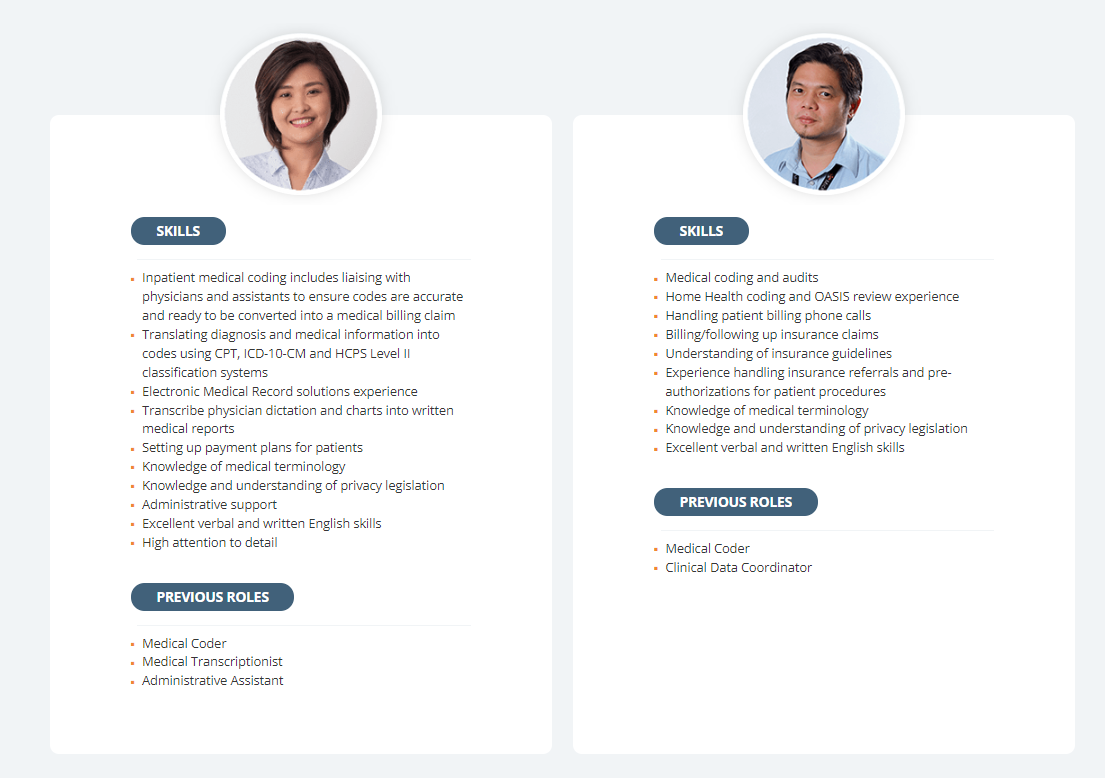 SKILLS
Inpatient medical coding includes liaising with
physicians and assistants to ensure codes are accurate
and ready to be converted into a medical billing claim
Translating diagnosis and medical information into
codes using CPT, ICD-10-CM and HCPS Level II
classification systems
Electronic Medical Record solutions experience
Transcribe physician dictation and charts into written
medical reports
Setting up payment plans for patients
Knowledge of medical terminology
Knowledge and understanding of privacy legislation
Administrative support
Excellent verbal and written English skills
High attention to detail
PREVIOUS ROLES
Medical Coder
Medical Transcriptionist
Administrative Assistant
SKILLS
Medical coding and audits
Home Health coding and OASIS review experience
Handling patient billing phone calls
Billing/following up insurance claims
Understanding of insurance guidelines
Experience handling insurance referrals and pre-
authorizations for patient procedures
Knowledge of medical terminology
Knowledge and understanding of privacy legislation
Excellent verbal and written English skills
PREVIOUS ROLES
Medical Coder
Clinical Data Coordinator